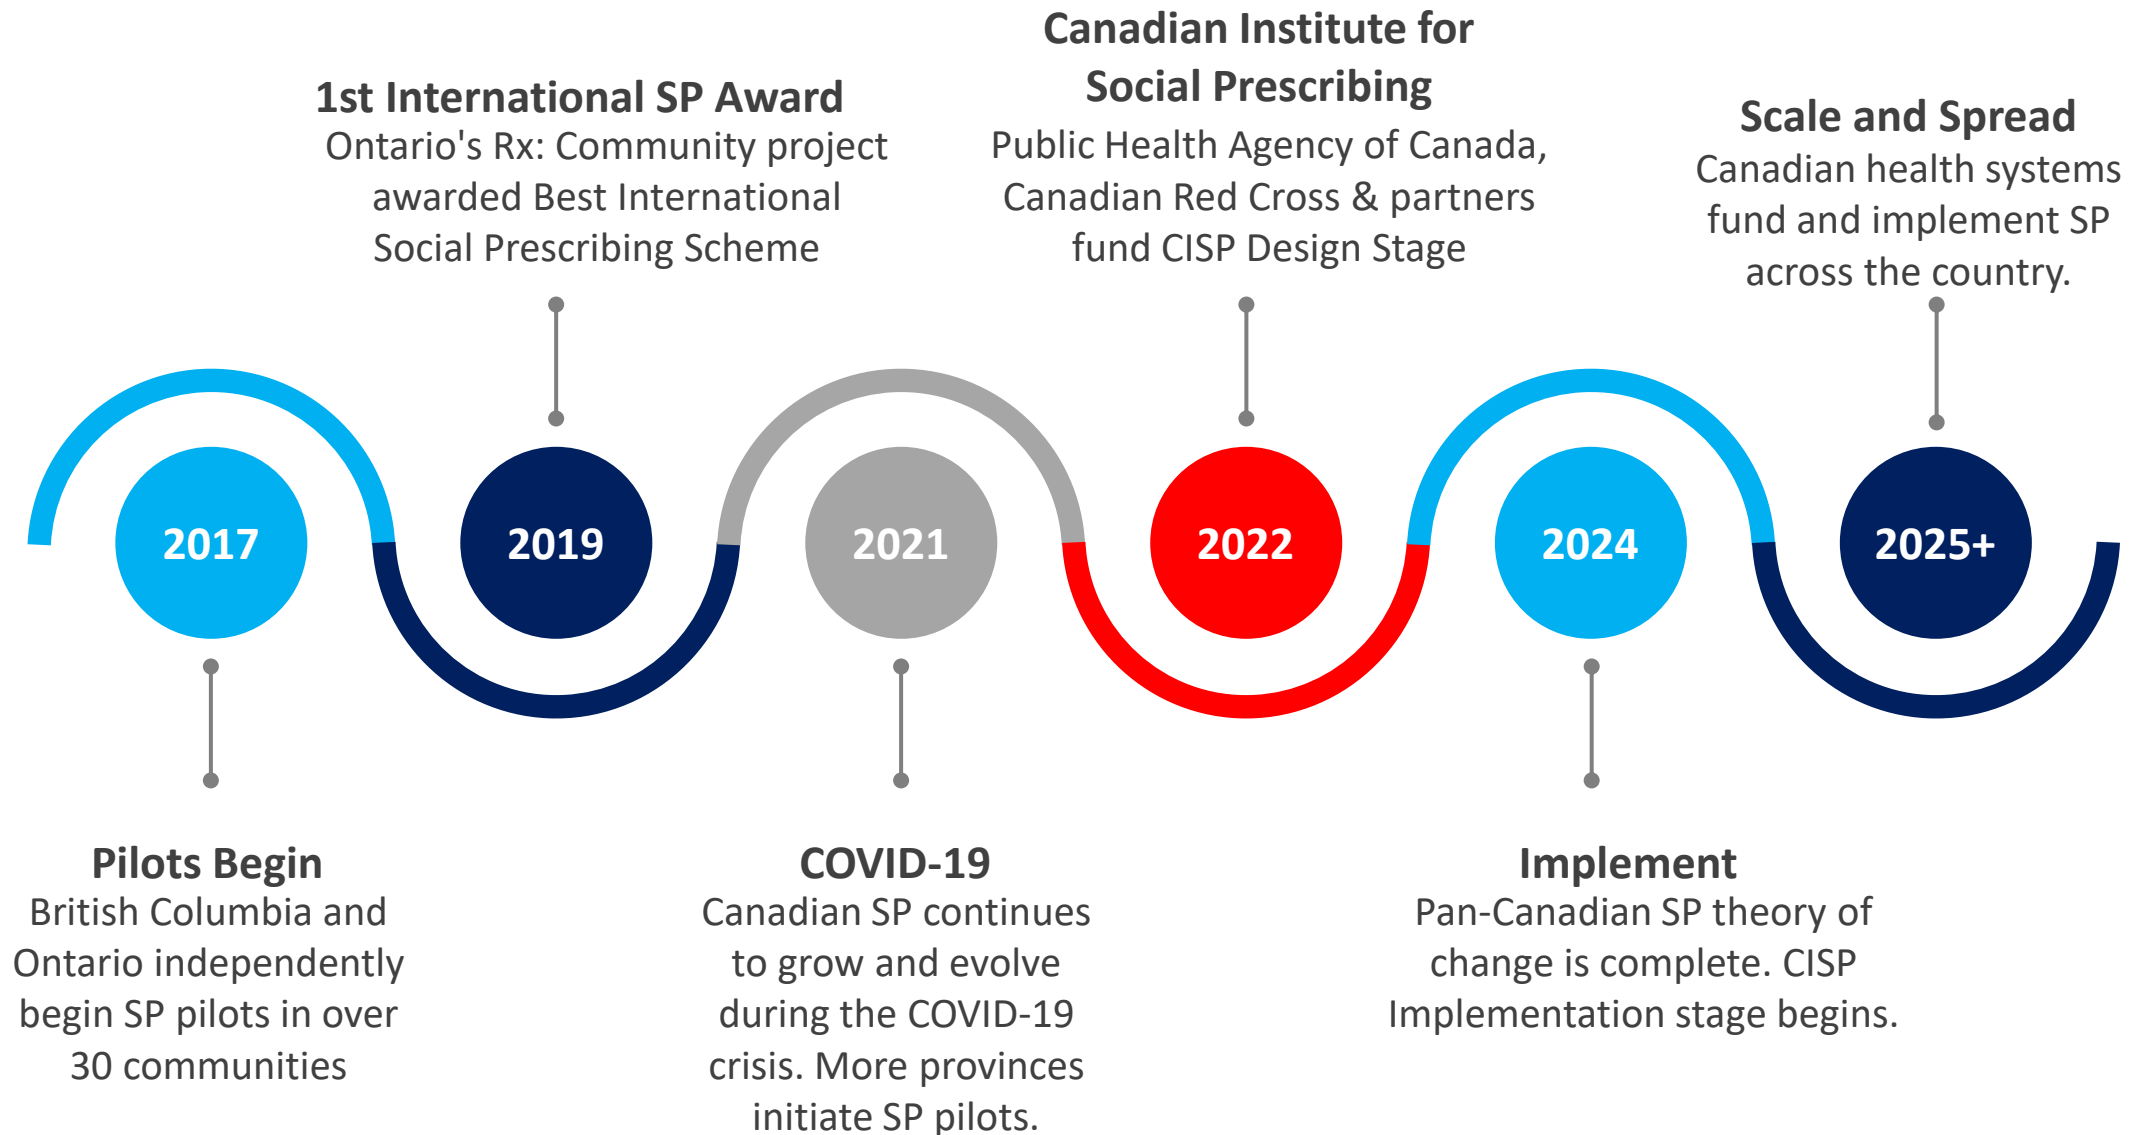 Pilots Begin
British Columbia and
Ontario independently
begin SP pilots in over
30 communities
2017
1st International SP Award
Ontario's Rx: Community project
awarded Best International
Social Prescribing Scheme
2019
COVID-19
Canadian SP continues
to grow and evolve
during the COVID-19
crisis. More provinces
initiate SP pilots.
2021
Canadian Institute for
Social Prescribing
Public Health Agency of Canada,
Canadian Red Cross & partners
fund CISP Design Stage
2022
Implement
Pan-Canadian SP theory of
change is complete. CISP
Implementation stage begins.
2024
Scale and Spread
Canadian health systems
fund and implement SP
across the country.
2025+